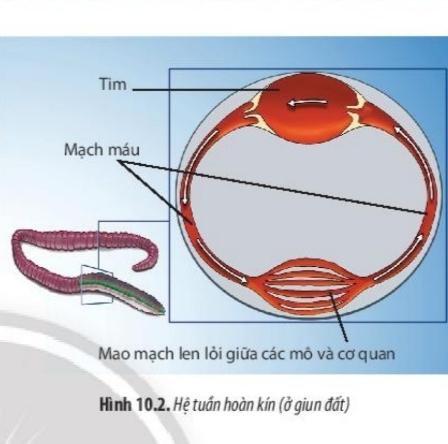 Tim
Mạch máu
Mao mạch len lỏi giữa các mô và cơ quan
Hình 10.2. Hệ tuần hoàn kín (ở giun đất)